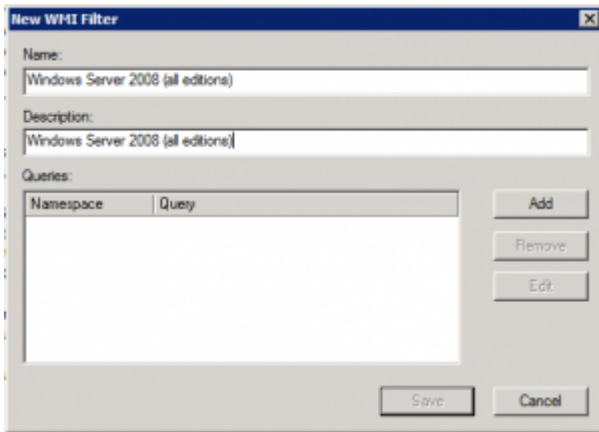 New WMI Filter
Name:
Windows Server 2008 (all editions)
Description:
Windows Server 2008 (all editions)
Queries:
Namespace Query
Add
Remove
Edit
Save Cancel